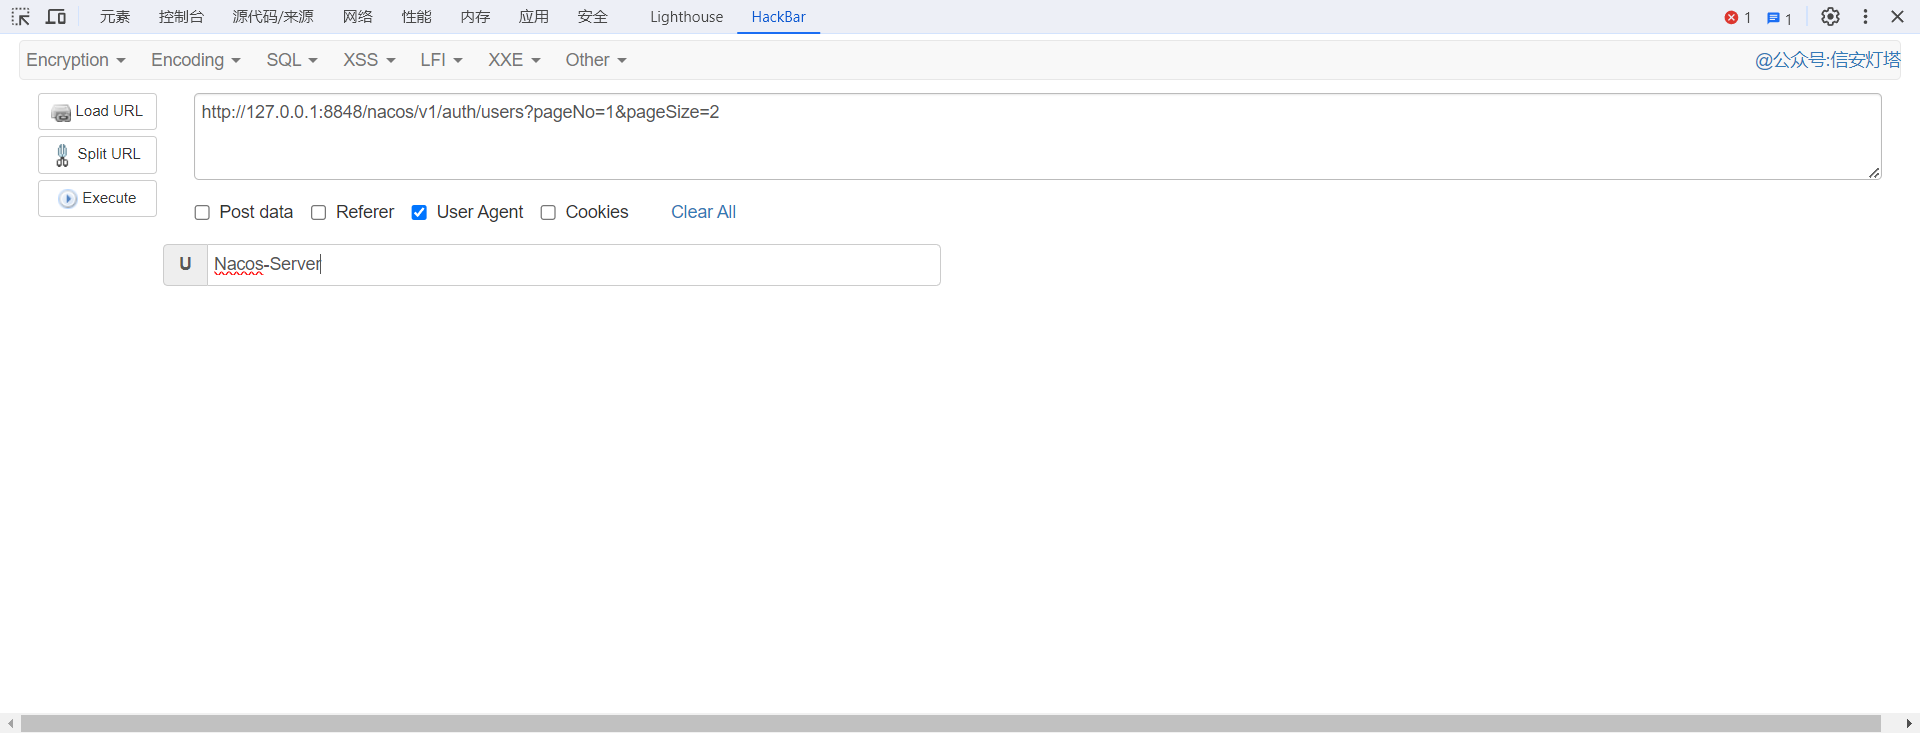 元素 控制台 源代码/来源 网络 性能 内存 应用 安全 Lighthouse HackBar 1 1
Encryption Encoding SQL XSS LFI XXE Other @公众号:信安灯塔
Load URL http://127.0.0.1:8848/nacos/v1/auth/users?pageNo=1&pageSize=2
Split URL
Execute
Post data Referer User Agent Cookies Clear All
U Nacos-Server